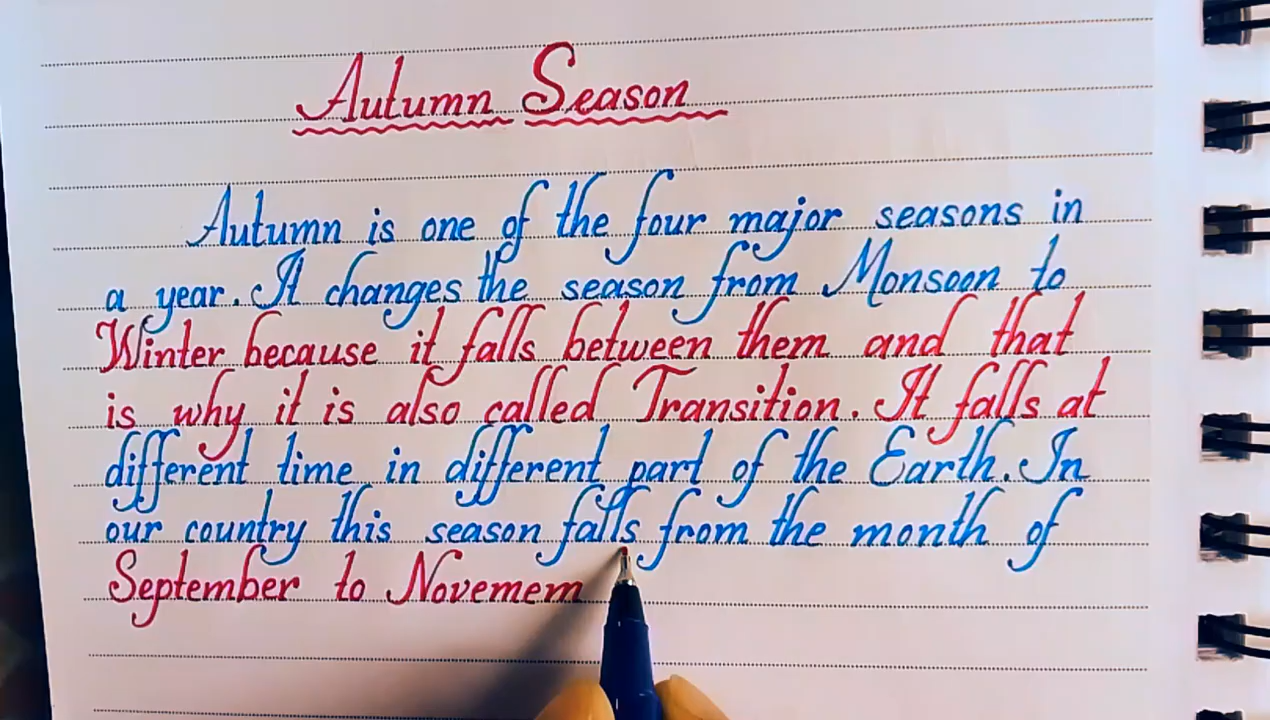 Autumn Season
Autumn is one of the four major seasons in
a year. It changes the season from Monsoon to
Winter because it falls between them and that
is why it is also called Transition. It falls at
different time in different part of the Earth. In
our country this season falls from the month of
September to Novemem